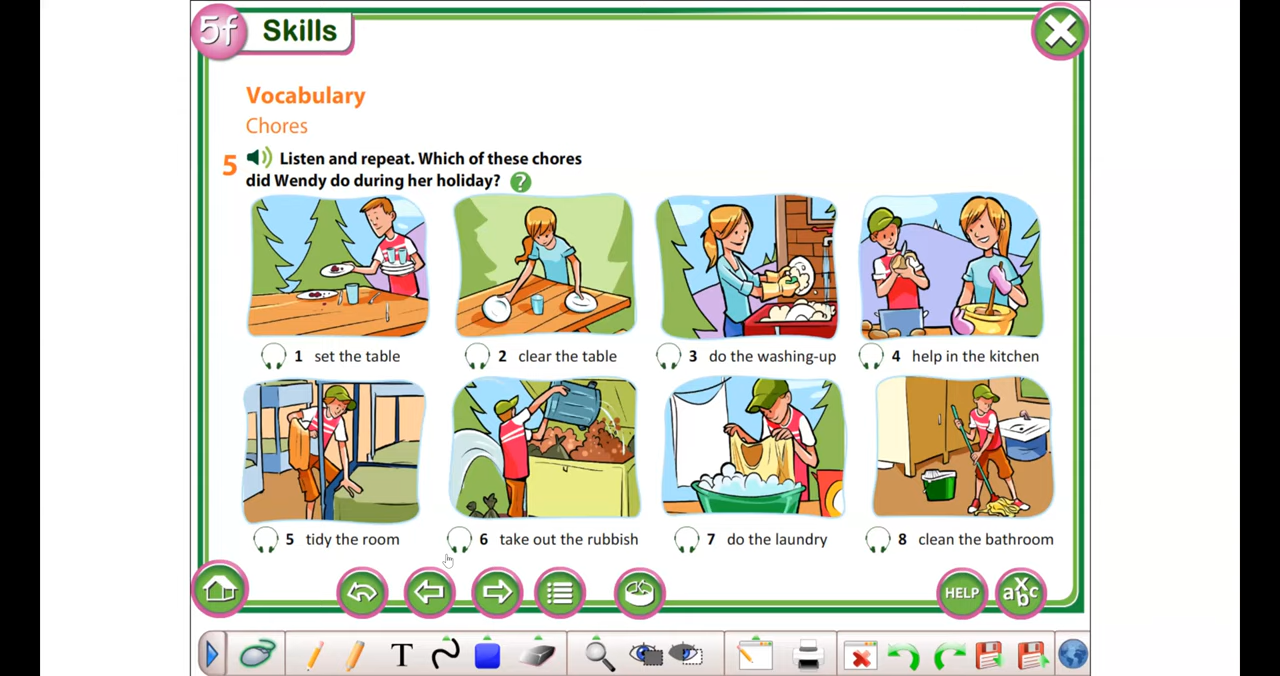 5f Skills
Vocabulary
Chores
5 Listen and repeat. Which of these chores
did Wendy do during her holiday? ?
1 set the table
2 clear the table
3 do the washing-up
4 help in the kitchen
5 tidy the room
6 take out the rubbish
7 do the laundry
8 clean the bathroom
HELP
a x b c
T